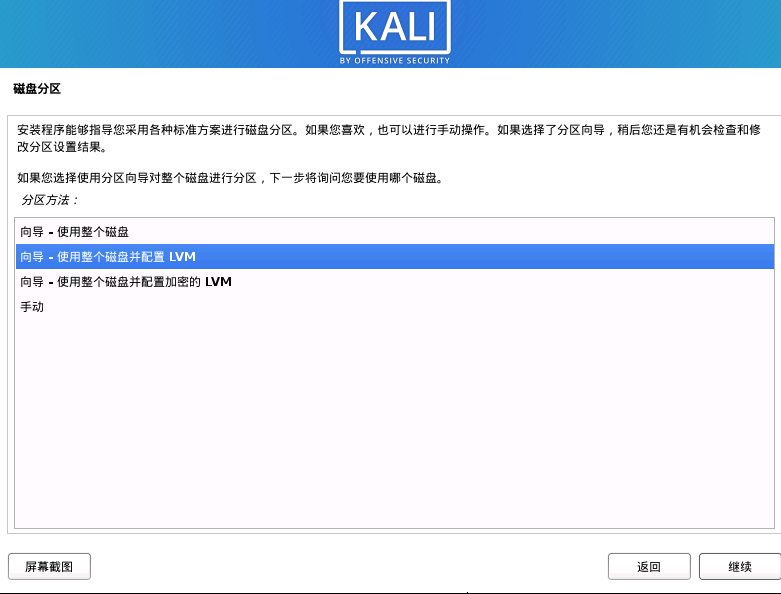 KALI
BY OFFENSIVE SECURITY
磁盘分区
安装程序能够指导您采用各种标准方案进行磁盘分区。如果您喜欢，也可以进行手动操作。如果选择了分区向导，稍后您还是有机会检查和修
改分区设置结果。
如果您选择使用分区向导对整个磁盘进行分区，下一步将询问您要使用哪个磁盘。
分区方法：
向导 - 使用整个磁盘
向导 - 使用整个磁盘并配置 LVM
向导 - 使用整个磁盘并配置加密的 LVM
手动
屏幕截图
返回
继续